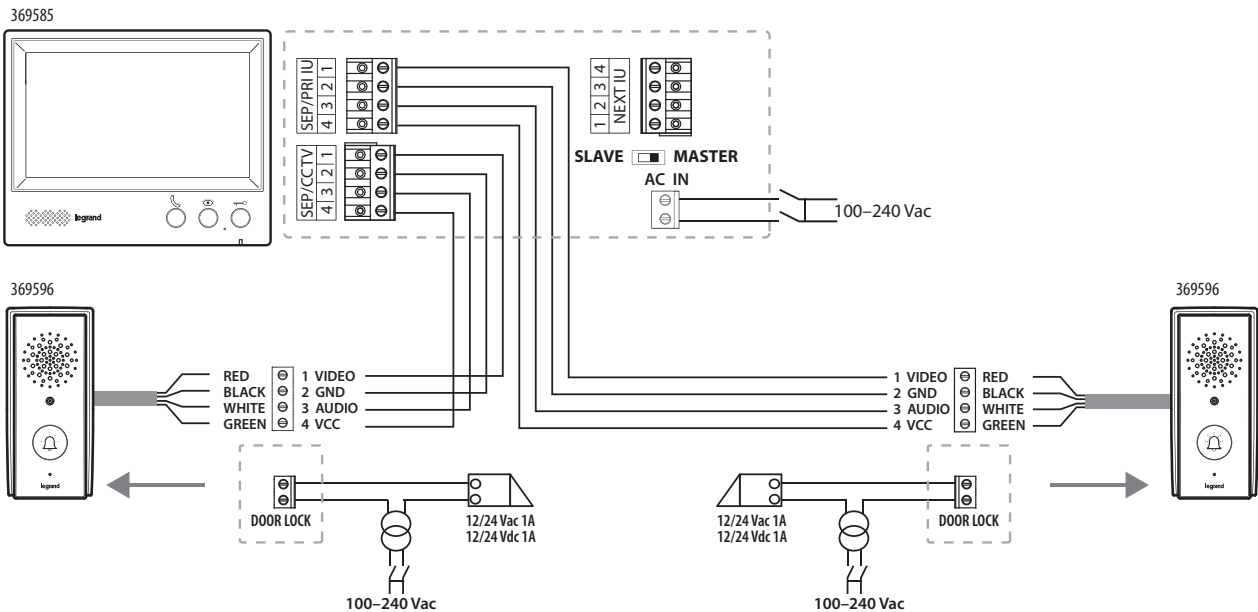 369585
legrand
SEP/PRI IU
1
2
3
4
SEP/CCTV
1
2
3
4
1 2 3 4
NEXT IU
SLAVE MASTER
AC IN
100–240 Vac
369596
legrand
RED 1 VIDEO
BLACK 2 GND
WHITE 3 AUDIO
GREEN 4 VCC
DOOR LOCK
12/24 Vac 1A
12/24 Vdc 1A
100–240 Vac
369596
legrand
1 VIDEO RED
2 GND BLACK
3 AUDIO WHITE
4 VCC GREEN
12/24 Vac 1A
12/24 Vdc 1A
DOOR LOCK
100–240 Vac